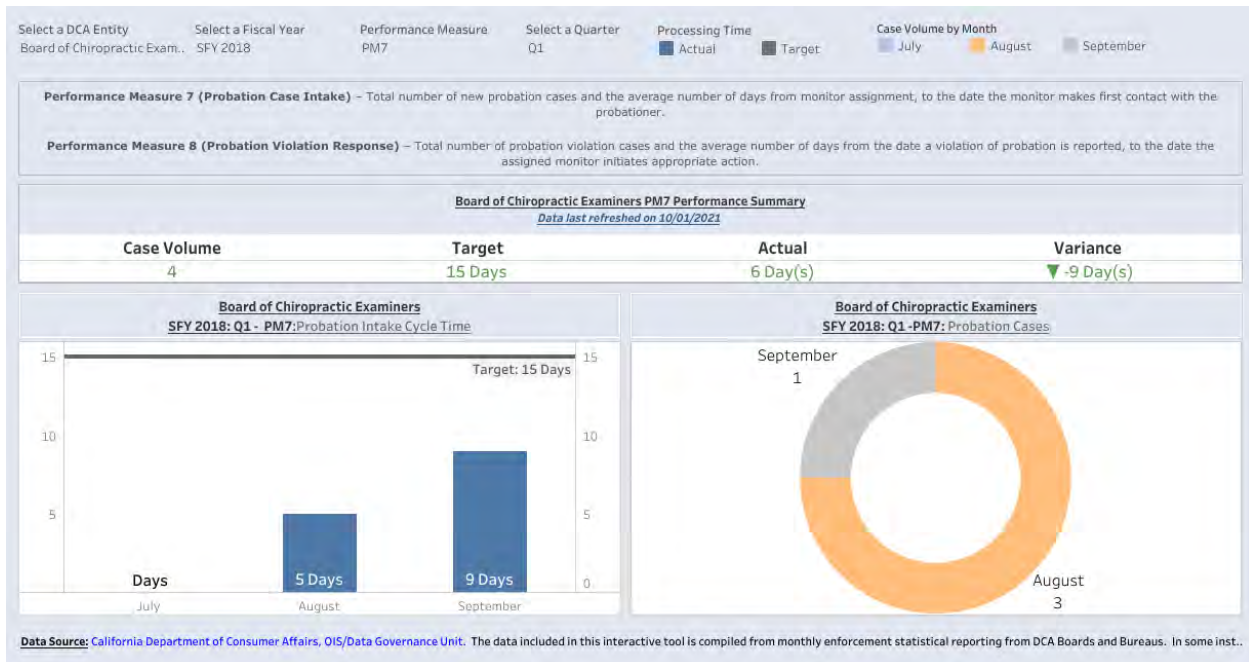 Select a DCA Entity Select a Fiscal Year Performance Measure Select a Quarter Processing Time Case Volume by Month
Board of Chiropractic Exam.. SFY 2018 PM7 Q1 Actual Target July August September
Performance Measure 7 (Probation Case Intake) – Total number of new probation cases and the average number of days from monitor assignment, to the date the monitor makes first contact with the
probationer.
Performance Measure 8 (Probation Violation Response) – Total number of probation violation cases and the average number of days from the date a violation of probation is reported, to the date the
assigned monitor initiates appropriate action.
Board of Chiropractic Examiners PM7 Performance Summary
Data last refreshed on 10/01/2021
Case Volume Target Actual Variance
4 15 Days 6 Day(s) ▼ -9 Day(s)
Board of Chiropractic Examiners
SFY 2018: Q1 - PM7:Probation Intake Cycle Time
15 15
Target: 15 Days
10 10
5 5
Days 5 Days 9 Days 0
July August September
Board of Chiropractic Examiners
SFY 2018: Q1 -PM7: Probation Cases
September
1
August
3
Data Source: California Department of Consumer Affairs, OIS/Data Governance Unit. The data included in this interactive tool is compiled from monthly enforcement statistical reporting from DCA Boards and Bureaus. In some inst..